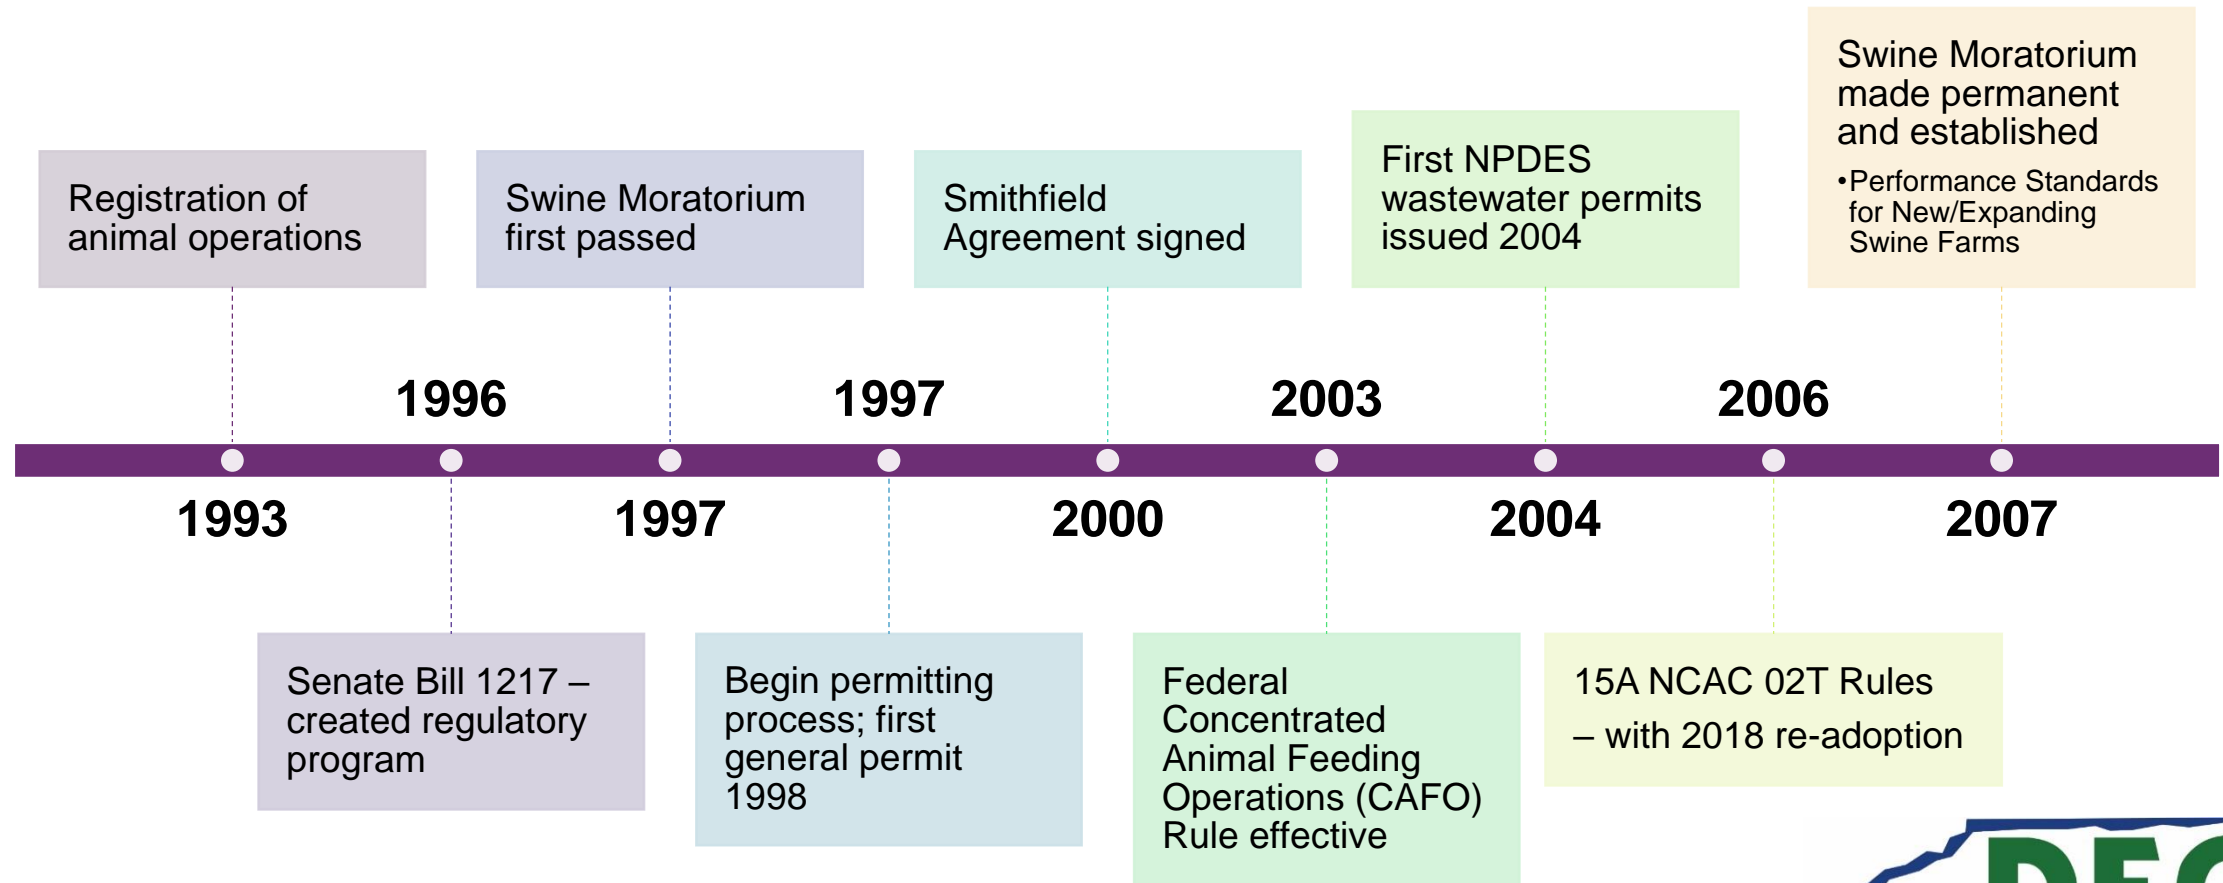 Swine Moratorium
made permanent
and established
•Performance Standards
for New/Expanding
Swine Farms
First NPDES
wastewater permits
issued 2004
Registration of
animal operations
Swine Moratorium
first passed
Smithfield
Agreement signed
1996
1997
2003
2006
1993
1997
2000
2004
2007
Senate Bill 1217 –
created regulatory
program
Begin permitting
process; first
general permit
1998
Federal
Concentrated
Animal Feeding
Operations (CAFO)
Rule effective
15A NCAC 02T Rules
– with 2018 re-adoption